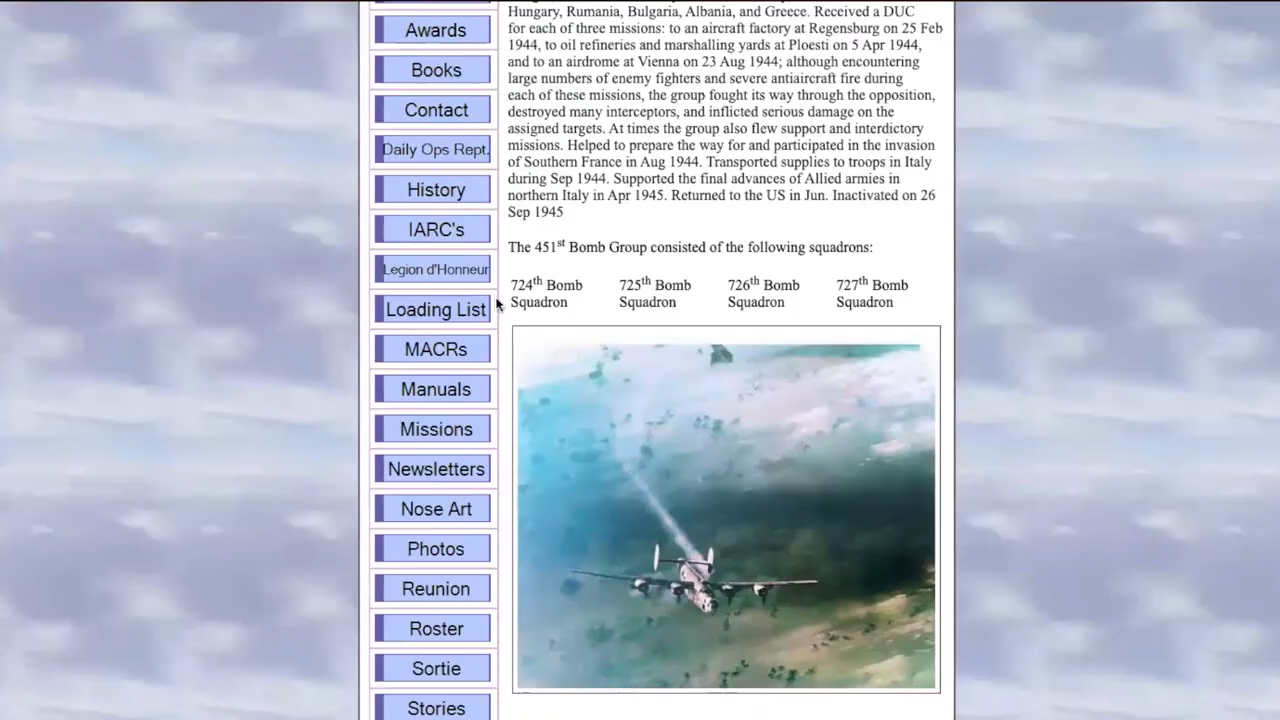 Awards
Books
Contact
Daily Ops Rept.
History
IARC's
Legion d'Honneur
Loading List
MACRs
Manuals
Missions
Newsletters
Nose Art
Photos
Reunion
Roster
Sortie
Stories
Hungary, Rumania, Bulgaria, Albania, and Greece. Received a DUC
for each of three missions: to an aircraft factory at Regensburg on 25 Feb
1944, to oil refineries and marshalling yards at Ploesti on 5 Apr 1944,
and to an airdrome at Vienna on 23 Aug 1944; although encountering
large numbers of enemy fighters and severe antiaircraft fire during
each of these missions, the group fought its way through the opposition,
destroyed many interceptors, and inflicted serious damage on the
assigned targets. At times the group also flew support and interdictory
missions. Helped to prepare the way for and participated in the invasion
of Southern France in Aug 1944. Transported supplies to troops in Italy
during Sep 1944. Supported the final advances of Allied armies in
northern Italy in Apr 1945. Returned to the US in Jun. Inactivated on 26
Sep 1945
The 451st Bomb Group consisted of the following squadrons:
724th Bomb
Squadron
725th Bomb
Squadron
726th Bomb
Squadron
727th Bomb
Squadron